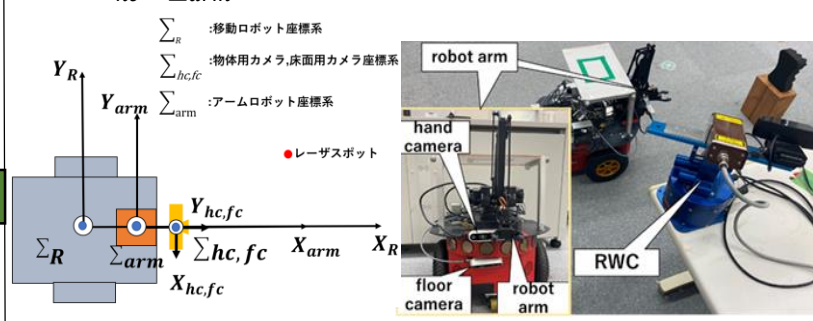 ∑R :移動ロボット座標系
∑hc,fc :物体用カメラ,床面用カメラ座標系
∑arm :アームロボット座標系
レーザスポット
YR
Yarm
Yhc,fc
∑R
∑arm
∑hc,fc
Xarm
XR
Xhc,fc
robot arm
hand
camera
floor
camera
robot
arm
RWC